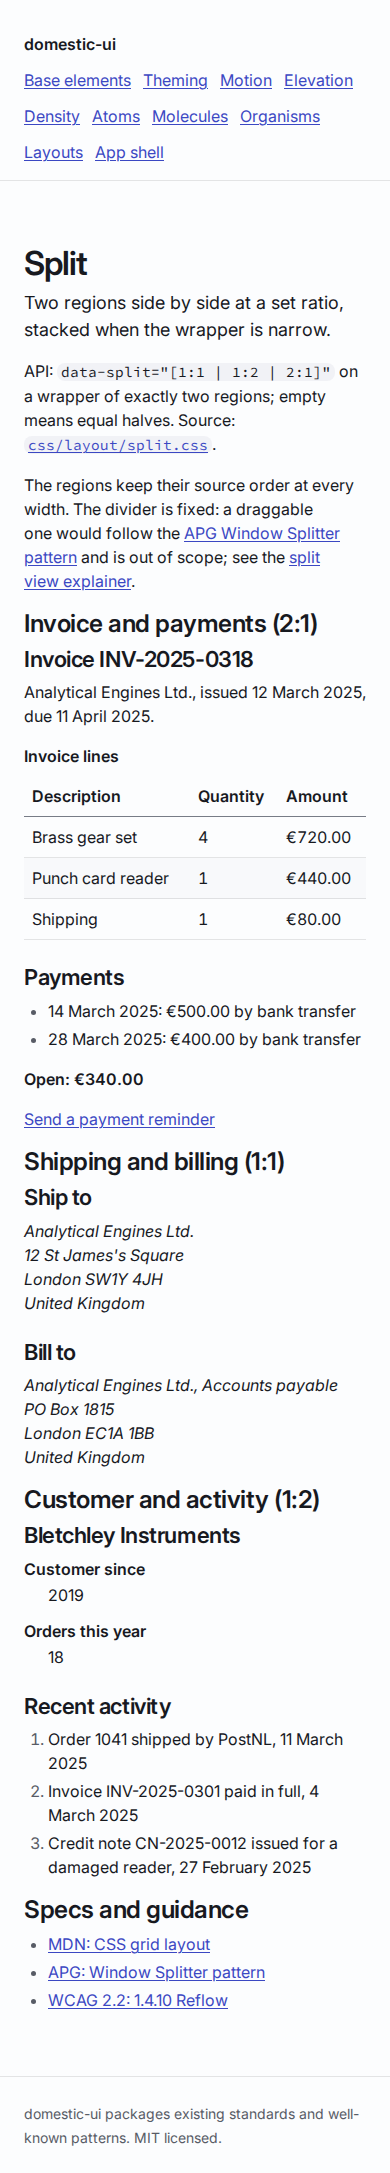 domestic-ui
Base elements Theming Motion Elevation
Density Atoms Molecules Organisms
Layouts App shell
Split
Two regions side by side at a set ratio,
stacked when the wrapper is narrow.
API: data-split="[1:1 | 1:2 | 2:1]" on
a wrapper of exactly two regions; empty
means equal halves. Source:
css/layout/split.css.
The regions keep their source order at every
width. The divider is fixed: a draggable
one would follow the APG Window Splitter
pattern and is out of scope; see the split
view explainer.
Invoice and payments (2:1)
Invoice INV-2025-0318
Analytical Engines Ltd., issued 12 March 2025,
due 11 April 2025.
Invoice lines
Description Quantity Amount
Brass gear set 4 €720.00
Punch card reader 1 €440.00
Shipping 1 €80.00
Payments
• 14 March 2025: €500.00 by bank transfer
• 28 March 2025: €400.00 by bank transfer
Open: €340.00
Send a payment reminder
Shipping and billing (1:1)
Ship to
Analytical Engines Ltd.
12 St James's Square
London SW1Y 4JH
United Kingdom
Bill to
Analytical Engines Ltd., Accounts payable
PO Box 1815
London EC1A 1BB
United Kingdom
Customer and activity (1:2)
Bletchley Instruments
Customer since
2019
Orders this year
18
Recent activity
1. Order 1041 shipped by PostNL, 11 March
2025
2. Invoice INV-2025-0301 paid in full, 4
March 2025
3. Credit note CN-2025-0012 issued for a
damaged reader, 27 February 2025
Specs and guidance
• MDN: CSS grid layout
• APG: Window Splitter pattern
• WCAG 2.2: 1.4.10 Reflow
domestic-ui packages existing standards and well-
known patterns. MIT licensed.